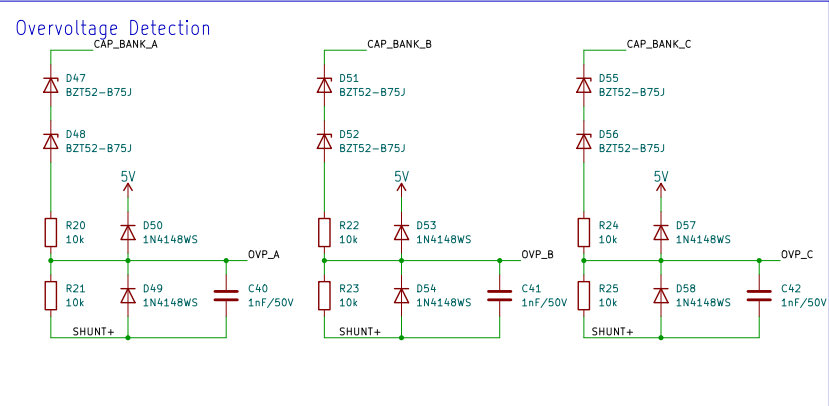 Overvoltage Detection
CAP_BANK_A
D47
BZT52-B75J
D48
BZT52-B75J
5V
R20
10k
D50
1N4148WS
OVP_A
R21
10k
D49
1N4148WS
C40
1nF/50V
SHUNT+
CAP_BANK_B
D51
BZT52-B75J
D52
BZT52-B75J
5V
R22
10k
D53
1N4148WS
OVP_B
R23
10k
D54
1N4148WS
C41
1nF/50V
SHUNT+
CAP_BANK_C
D55
BZT52-B75J
D56
BZT52-B75J
5V
R24
10k
D57
1N4148WS
OVP_C
R25
10k
D58
1N4148WS
C42
1nF/50V
SHUNT+